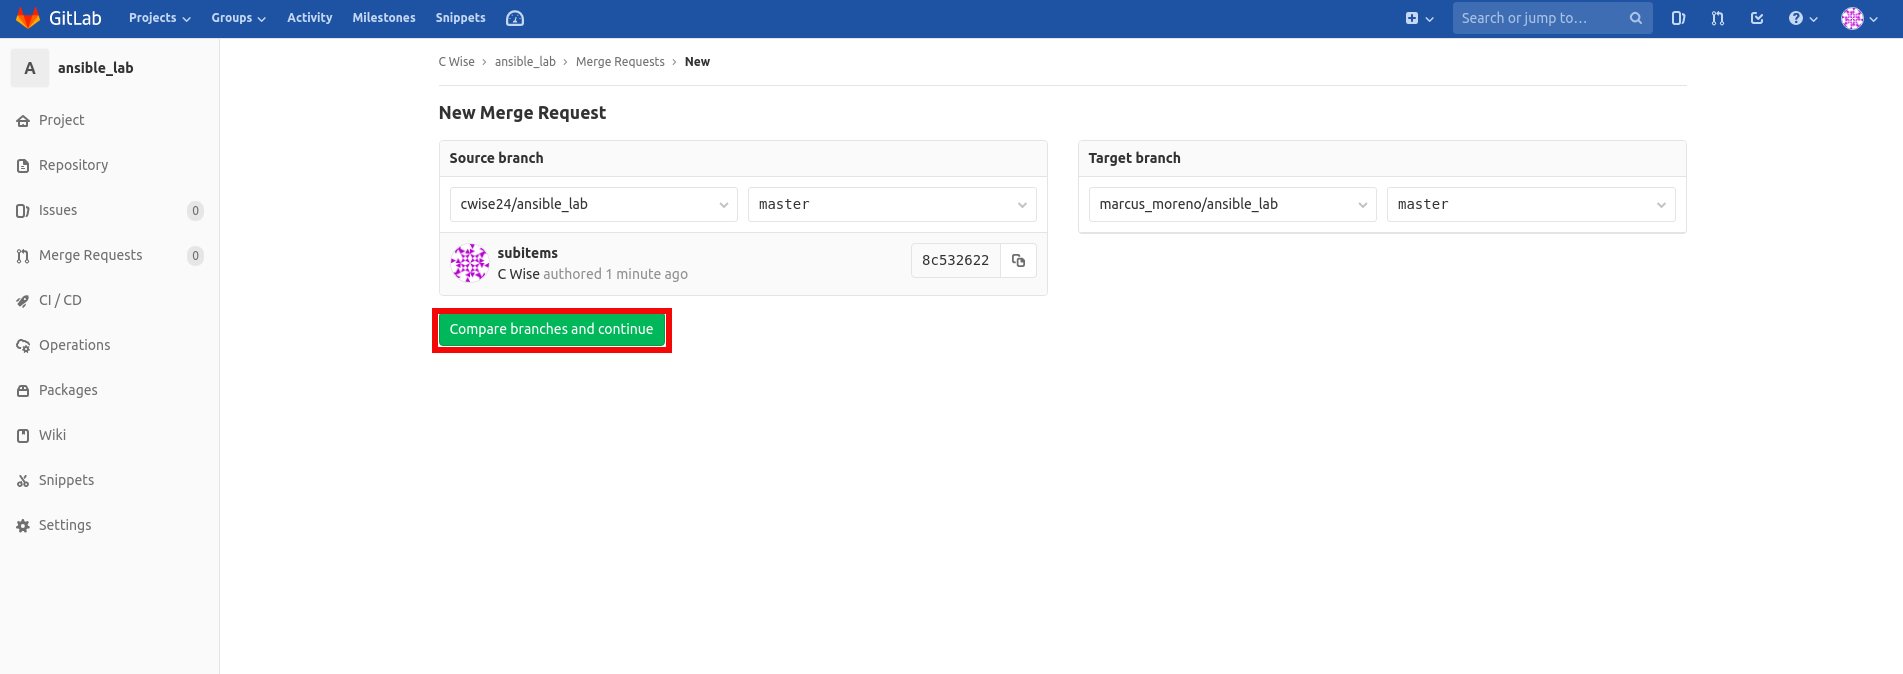 GitLab Projects Groups Activity Milestones Snippets Search or jump to...
A ansible_lab
Project
Repository
Issues 0
Merge Requests 0
CI / CD
Operations
Packages
Wiki
Snippets
Settings
C Wise › ansible_lab › Merge Requests › New
New Merge Request
Source branch
cwise24/ansible_lab master
subitems
C Wise authored 1 minute ago
8c532622
Target branch
marcus_moreno/ansible_lab master
Compare branches and continue